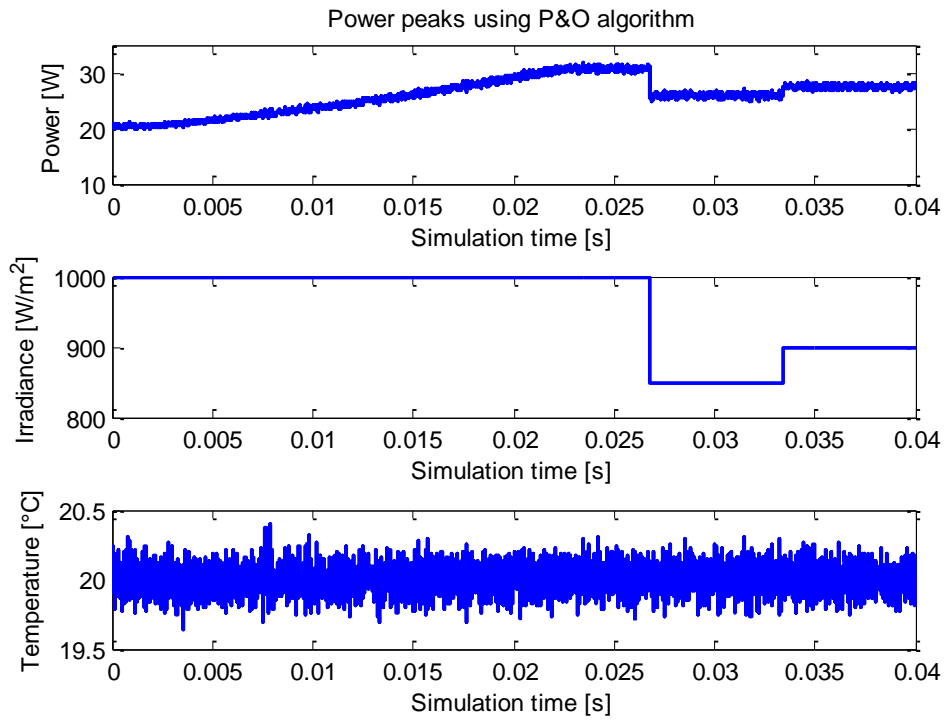 Power peaks using P&O algorithm
Power [W]
30
20
10
0 0.005 0.01 0.015 0.02 0.025 0.03 0.035 0.04
Simulation time [s]
Irradiance [W/m²]
1000
900
800
0 0.005 0.01 0.015 0.02 0.025 0.03 0.035 0.04
Simulation time [s]
Temperature [°C]
20.5
20
19.5
0 0.005 0.01 0.015 0.02 0.025 0.03 0.035 0.04
Simulation time [s]